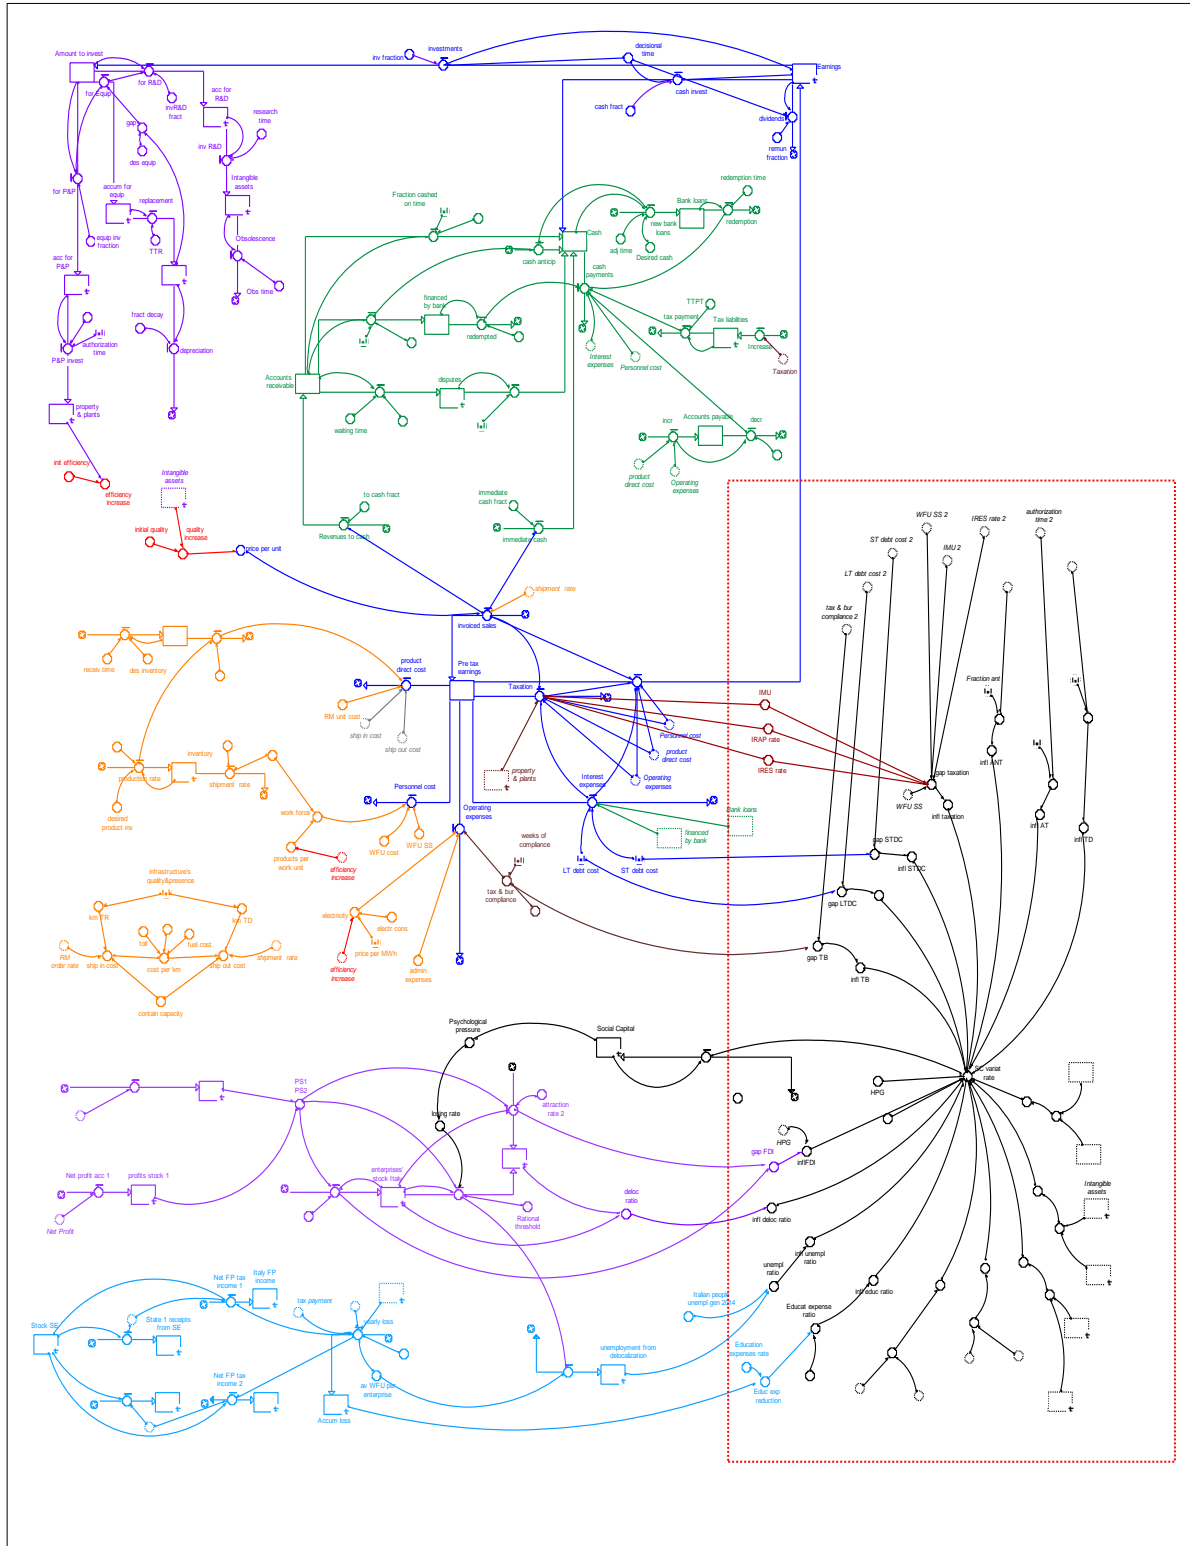 Amount to invest
for Equip
for R&D
invR&D
fract
acc for
R&D
research
time
gap
des equip
inv R&D
for P&P
accum for
equip
replacement
TTR
equip inv
fraction
acc for
P&P
Intangible
assets
Obsolescence
Obs time
fract decay
authorization
time
P&P invest
depreciation
property
& plants
inv fraction
investments
decisional
time
Earnings
cash invest
cash fract
dividends
remun
fraction
Fraction cashed
on time
Cash
cash anticip
cash
payments
adj time
new bank
loans
Desired cash
Bank loans
redemption time
redemption
financed
by bank
redempted
Interest
expenses
Personnel cost
TTPT
tax payment
Tax liabilities
Increase
Taxation
Accounts
receivable
disputes
waiting time
incr
Accounts payable
decr
product
direct cost
Operating
expenses
to cash fract
Revenues to cash
immediate
cash fract
immediate cash
init efficiency
efficiency
increase
Intangible
assets
initial quality
quality
increase
price per unit
shipment rate
invoiced sales
receiv time
des inventory
product
direct cost
RM unit cost
ship in cost
ship out cost
Pre tax
earnings
Taxation
Personnel cost
product
direct cost
Operating
expenses
IMU
IRAP rate
IRES rate
property
& plants
production rate
inventory
shipment rate
desired
product inv
work force
products per
work unit
efficiency
increase
Personnel cost
WFU cost
WFU SS
Operating
expenses
Interest
expenses
Bank loans
financed
by bank
LT debt cost
ST debt cost
weeks of
compliance
tax & bur
compliance
infrastructure's
quality&presence
km TR
km TD
toll
fuel cost
RM
order rate
ship in cost
cost per km
ship out cost
shipment rate
contain capacity
electricity
electr cons
price per MWh
efficiency
increase
admin
expenses
WFU SS 2
IRES rate 2
authorization
time 2
ST debt cost 2
IMU 2
LT debt cost 2
tax & bur
compliance 2
Fraction ant
gap taxation
WFU SS
infl taxation
infl ANT
infl AT
infl TD
gap STDC
infl STDC
gap LTDC
gap TB
infl TB
Psychological
pressure
Social Capital
SC variat
rate
HPG
PS1
PS2
losing rate
attraction
rate 2
HPG
gap FDI
inflFDI
Net profit acc 1
profits stock 1
Net Profit
enterprises'
stock Italy
Rational
threshold
deloc
ratio
infl deloc ratio
Intangible
assets
infl unempl
ratio
unempl
ratio
infl educ ratio
Educat expense
ratio
Stock SE
State 1 receipts
from SE
Net FP tax
income 1
Italy FP
income
Net FP tax
income 2
tax payment
yearly loss
av WFU per
enterprise
Accum loss
unemployment from
delocalization
Italian people
unempl gen 2014
Education
expenses rate
Educ exp
reduction